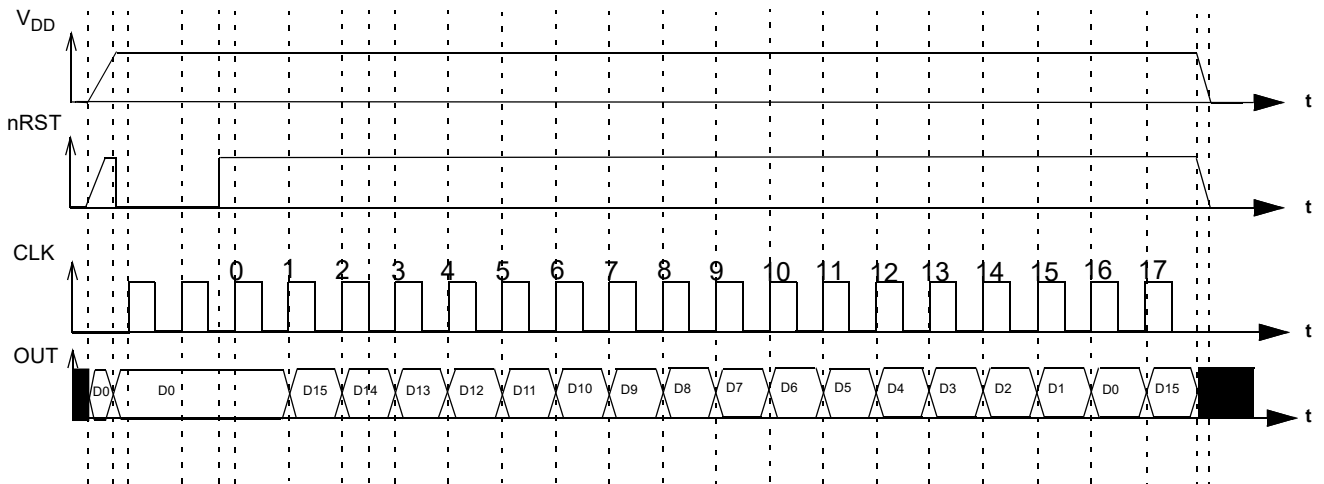 VDD
t
nRST
t
CLK
0 1 2 3 4 5 6 7 8 9 10 11 12 13 14 15 16 17
t
OUT
D0 D0 D15 D14 D13 D12 D11 D10 D9 D8 D7 D6 D5 D4 D3 D2 D1 D0 D15
t